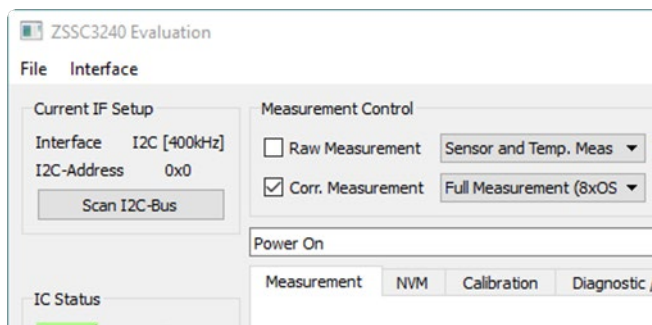 ZSSC3240 Evaluation
File Interface
Current IF Setup
Interface I2C [400kHz]
I2C-Address 0x0
Scan I2C-Bus
Measurement Control
Raw Measurement Sensor and Temp. Meas
Corr. Measurement Full Measurement (8xOS
Power On
Measurement NVM Calibration Diagnostic /
IC Status